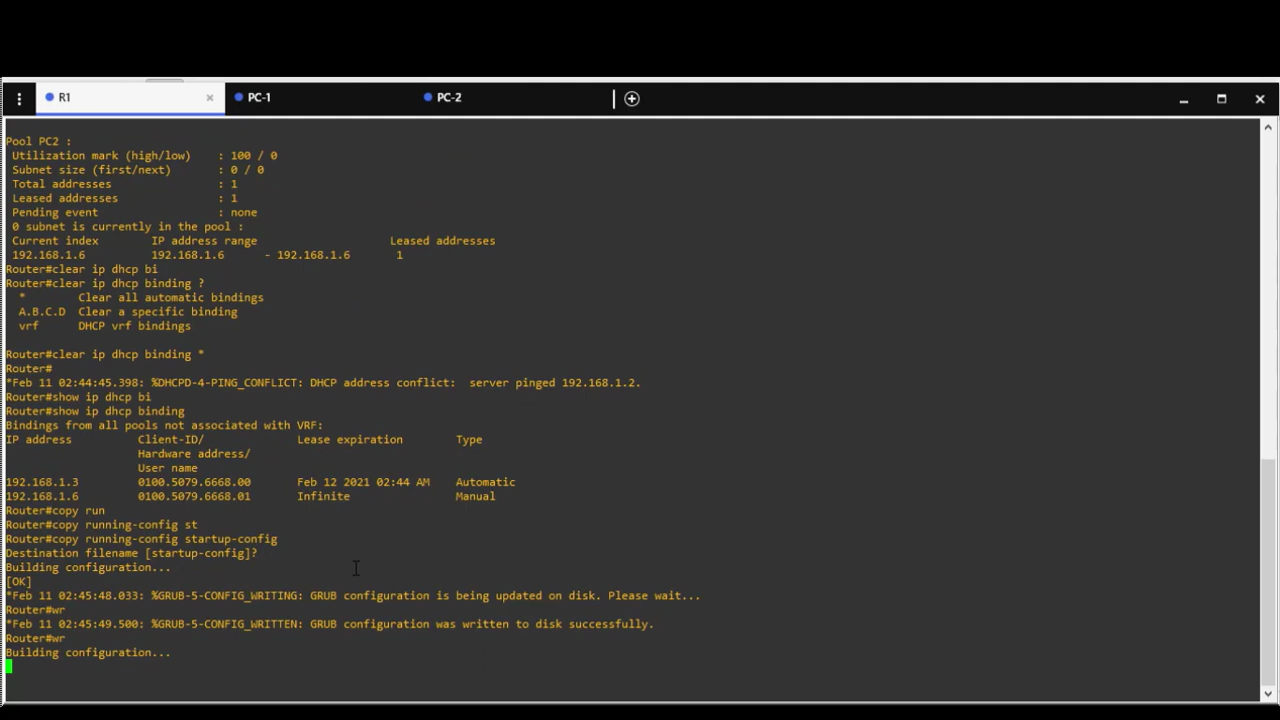 R1
PC-1
PC-2
Pool PC2 :
Utilization mark (high/low)    : 100 / 0
Subnet size (first/next)       : 0 / 0
Total addresses                : 1
Leased addresses               : 1
Pending event                  : none
0 subnet is currently in the pool :
Current index        IP address range                    Leased addresses
192.168.1.6          192.168.1.6      - 192.168.1.6       1
Router#clear ip dhcp bi
Router#clear ip dhcp binding ?
*        Clear all automatic bindings
A.B.C.D  Clear a specific binding
vrf      DHCP vrf bindings
Router#clear ip dhcp binding *
Router#
*Feb 11 02:44:45.398: %DHCPD-4-PING_CONFLICT: DHCP address conflict:  server pinged 192.168.1.2.
Router#show ip dhcp bi
Router#show ip dhcp binding
Bindings from all pools not associated with VRF:
IP address          Client-ID/              Lease expiration        Type
Hardware address/
User name
192.168.1.3         0100.5079.6668.00       Feb 12 2021 02:44 AM    Automatic
192.168.1.6         0100.5079.6668.01       Infinite                Manual
Router#copy run
Router#copy running-config st
Router#copy running-config startup-config
Destination filename [startup-config]?
Building configuration...
[OK]
*Feb 11 02:45:48.033: %GRUB-5-CONFIG_WRITING: GRUB configuration is being updated on disk. Please wait...
Router#wr
*Feb 11 02:45:49.500: %GRUB-5-CONFIG_WRITTEN: GRUB configuration was written to disk successfully.
Router#wr
Building configuration...